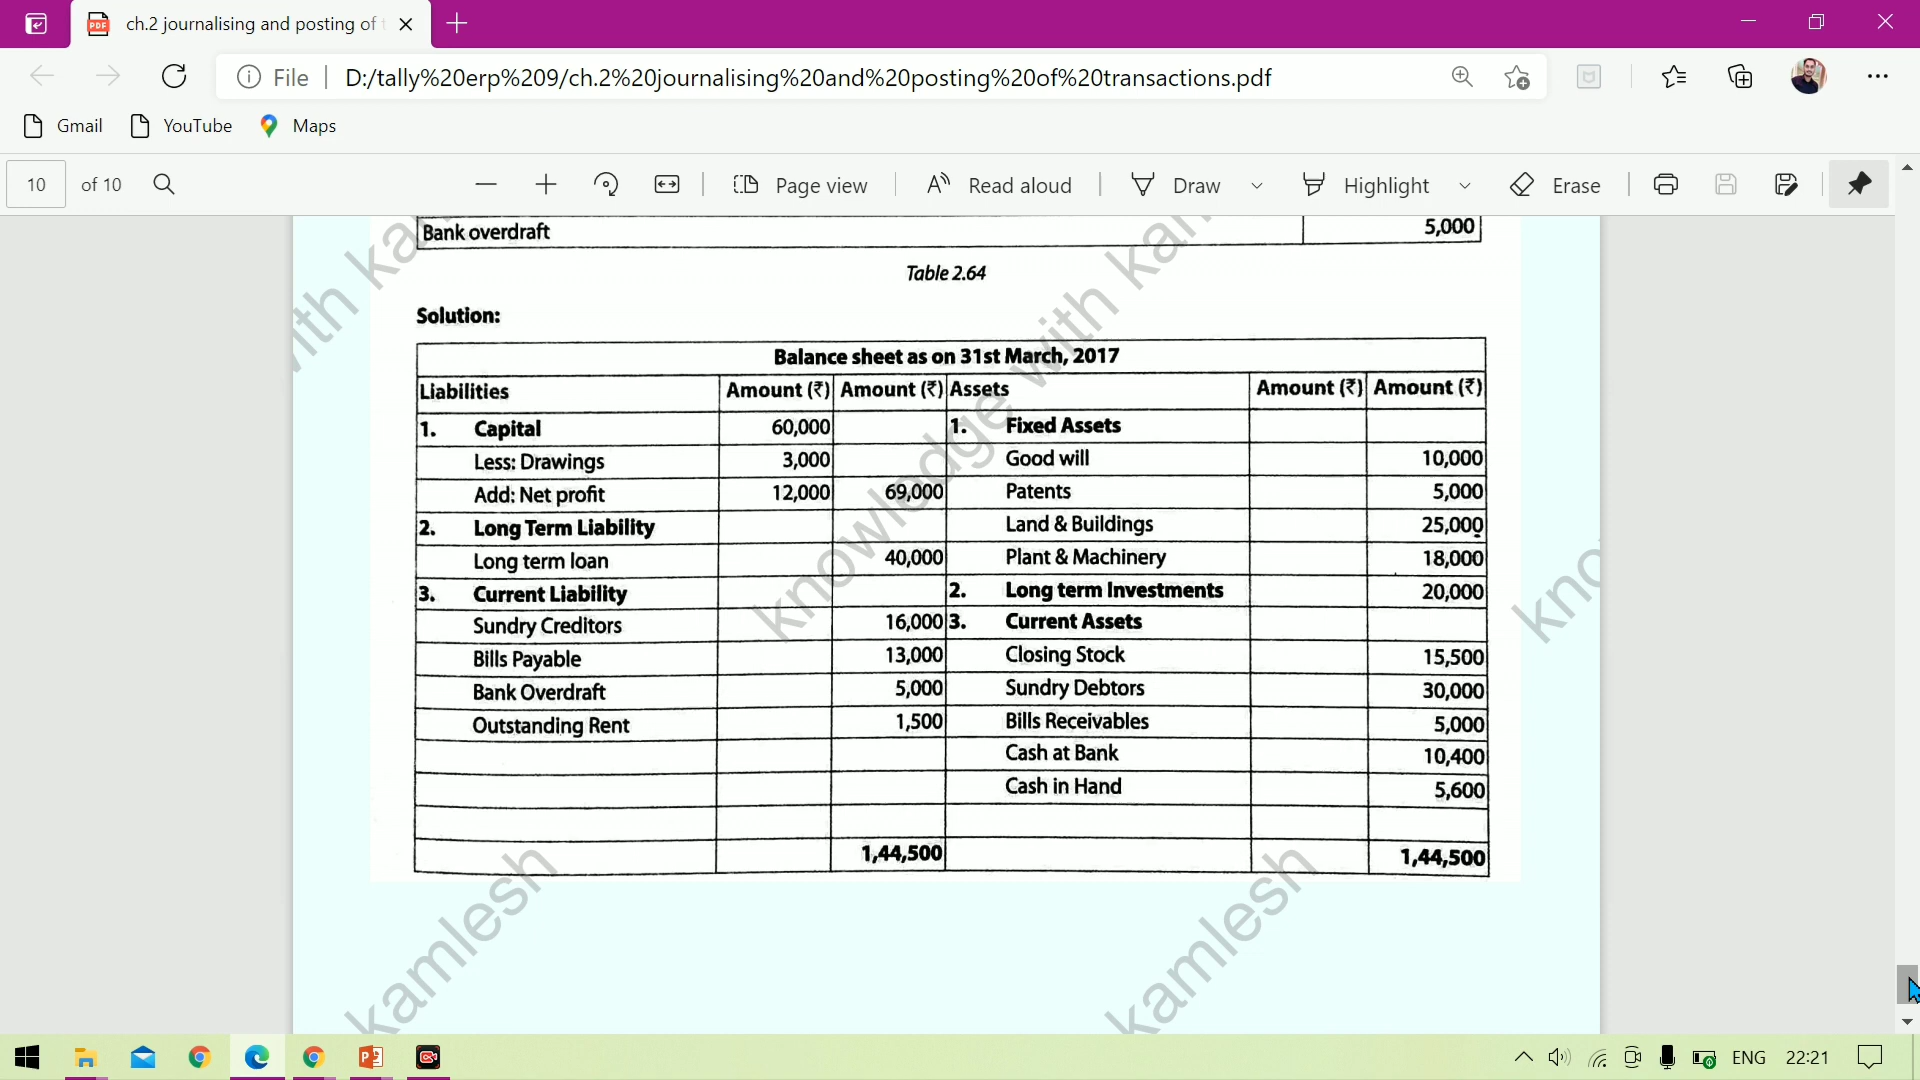 ch.2 journalising and posting of t
File D:/tally%20erp%209/ch.2%20journalising%20and%20posting%20of%20transactions.pdf
Gmail YouTube Maps
10 of 10 Page view Read aloud Draw Highlight Erase
Bank overdraft 5,000
Table 2.64
Solution:
Balance sheet as on 31st March, 2017
Liabilities Amount (₹) Amount (₹) Assets Amount (₹) Amount (₹)
1. Capital 60,000 1. Fixed Assets
Less: Drawings 3,000 Good will 10,000
Add: Net profit 12,000 69,000 Patents 5,000
2. Long Term Liability Land & Buildings 25,000
Long term loan 40,000 Plant & Machinery 18,000
3. Current Liability 2. Long term Investments 20,000
Sundry Creditors 16,000 3. Current Assets
Bills Payable 13,000 Closing Stock 15,500
Bank Overdraft 5,000 Sundry Debtors 30,000
Outstanding Rent 1,500 Bills Receivables 5,000
Cash at Bank 10,400
Cash in Hand 5,600
1,44,500 1,44,500
with ka
knowledge with kam
kno
kamlesh
kamlesh
ENG 22:21